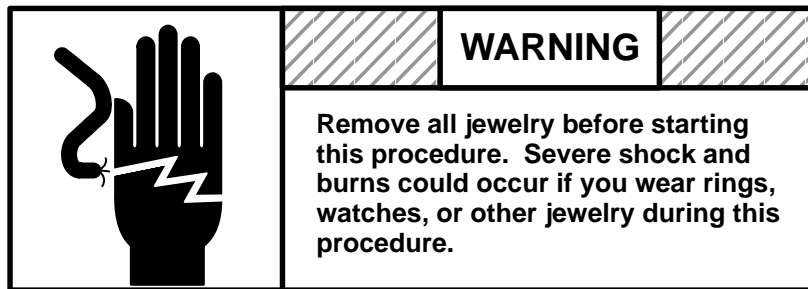 WARNING
Remove all jewelry before starting
this procedure.  Severe shock and
burns could occur if you wear rings,
watches, or other jewelry during this
procedure.